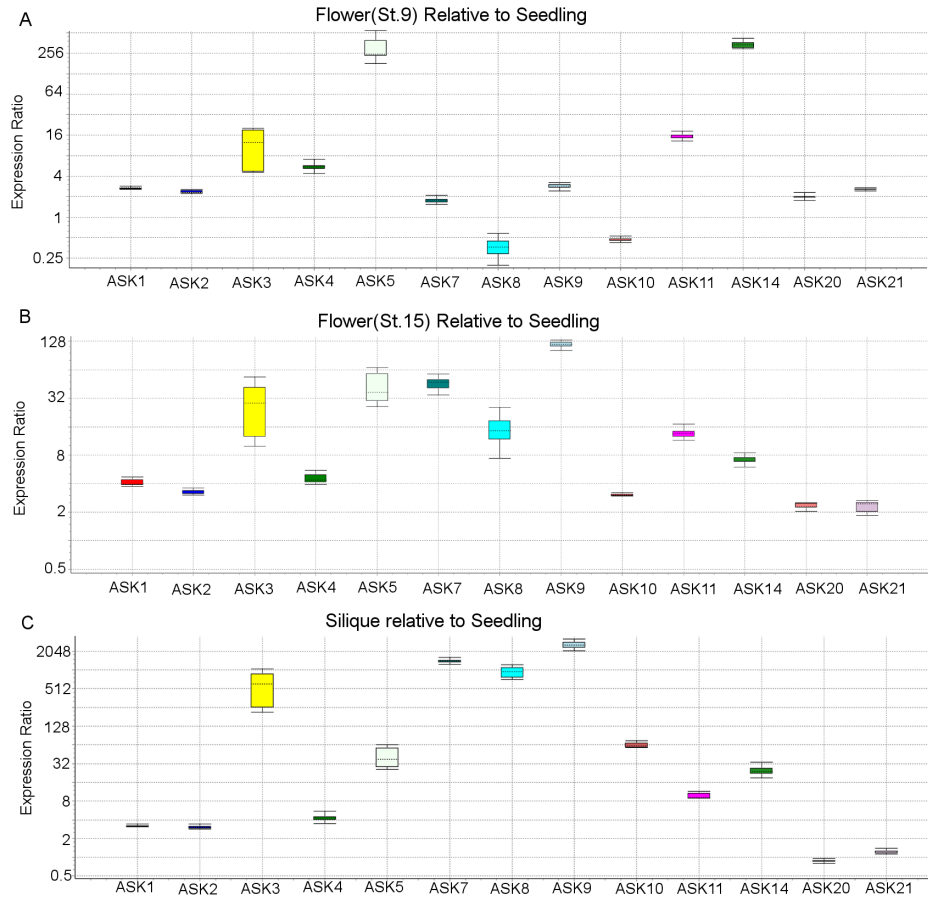 A
Flower(St.9) Relative to Seedling
Expression Ratio
256
64
16
4
1
0.25
ASK1 ASK2 ASK3 ASK4 ASK5 ASK7 ASK8 ASK9 ASK10 ASK11 ASK14 ASK20 ASK21
B
Flower(St.15) Relative to Seedling
Expression Ratio
128
32
8
2
0.5
ASK1 ASK2 ASK3 ASK4 ASK5 ASK7 ASK8 ASK9 ASK10 ASK11 ASK14 ASK20 ASK21
C
Silique relative to Seedling
Expression Ratio
2048
512
128
32
8
2
0.5
ASK1 ASK2 ASK3 ASK4 ASK5 ASK7 ASK8 ASK9 ASK10 ASK11 ASK14 ASK20 ASK21